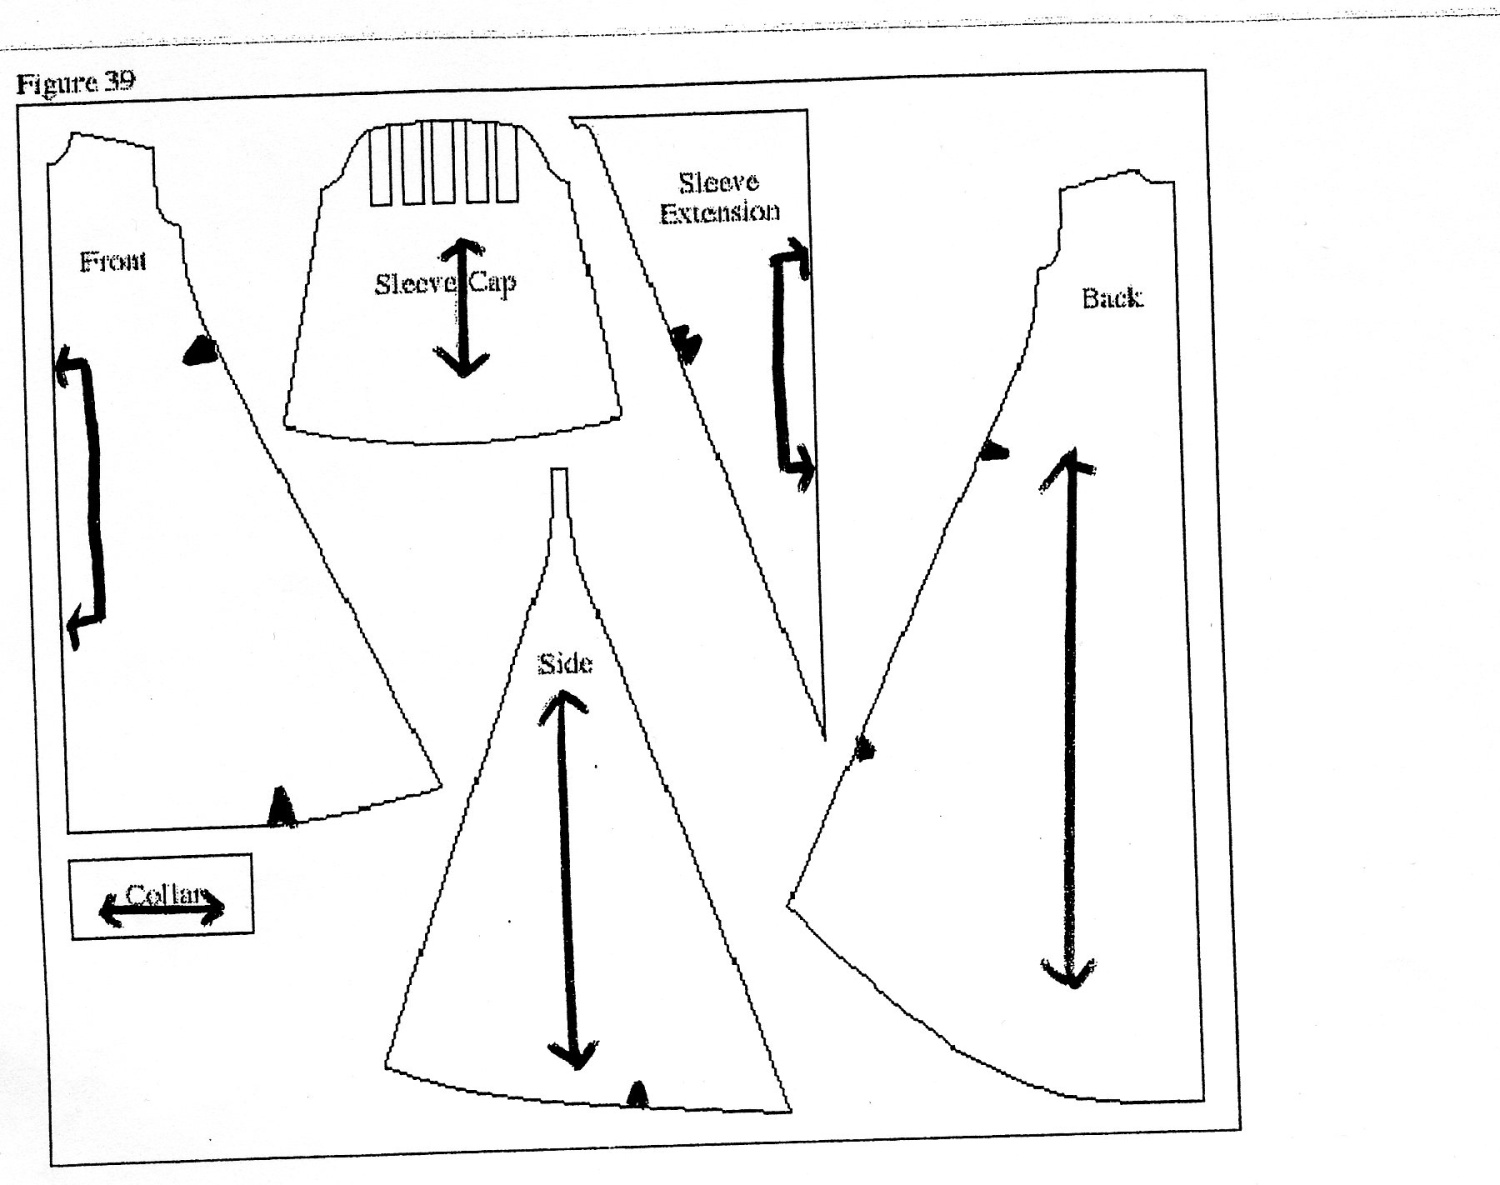 Figure 39
Front
Sleeve Cap
Sleeve
Extension
Back
Side
Collar